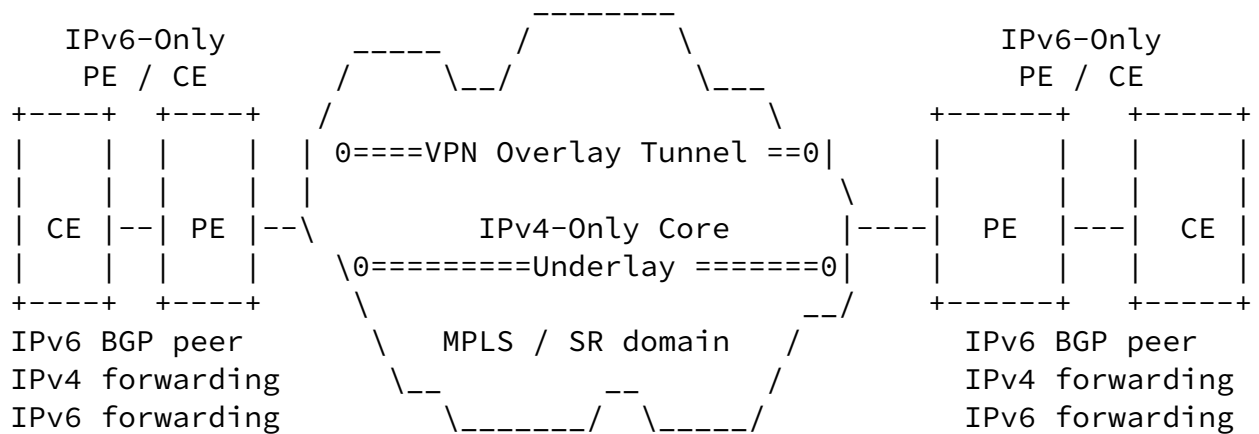 IPv6-Only IPv6-Only
PE / CE PE / CE
0====VPN Overlay Tunnel ==0
CE PE IPv4-Only Core PE CE
0=========Underlay =======0
IPv6 BGP peer MPLS / SR domain IPv6 BGP peer
IPv4 forwarding IPv4 forwarding
IPv6 forwarding IPv6 forwarding